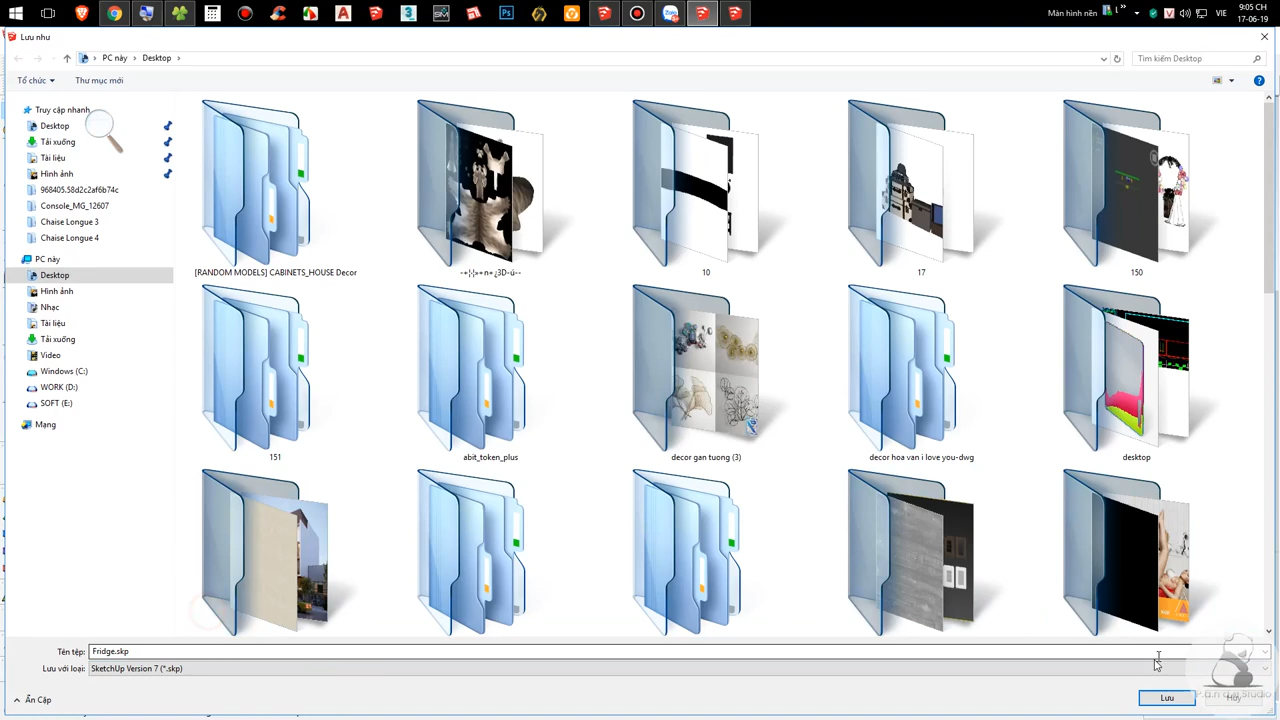 Màn hình nền
VIE
9:05 CH
17-06-19
Lưu như
PC này
Desktop
Tìm kiếm Desktop
Tổ chức
Thư mục mới
Truy cập nhanh
Desktop
Tải xuống
Tài liệu
Hình ảnh
968405.58d2c2af6b74c
Console_MG_12607
Chaise Longue 3
Chaise Longue 4
PC này
Desktop
Hình ảnh
Nhạc
Tài liệu
Tải xuống
Video
Windows (C:)
WORK (D:)
SOFT (E:)
Mạng
[RANDOM MODELS] CABINETS_HOUSE Decor
10
17
150
151
abit_token_plus
decor gan tuong (3)
decor hoa van i love you-dwg
desktop
Tên tệp:
Fridge.skp
Lưu với loại:
SketchUp Version 7 (*.skp)
Ẩn Cặp
Lưu
Hủy